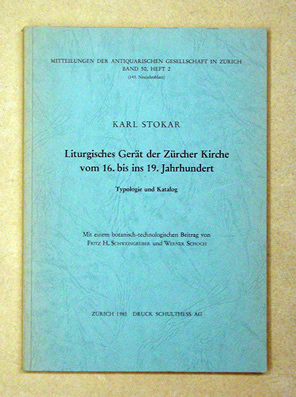 MITTEILUNGEN DER ANTIQUARISCHEN GESELLSCHAFT IN ZÜRICH
BAND 50, HEFT 2
(145. Neujahrsblatt)
KARL STOKAR
Liturgisches Gerät der Zürcher Kirche
vom 16. bis ins 19. Jahrhundert
Typologie und Katalog
Mit einem botanisch-technologischen Beitrag von
FRITZ H. SCHWEINGRUBER und WERNER SCHOCH
ZÜRICH 1981 DRUCK SCHULTHESS AG